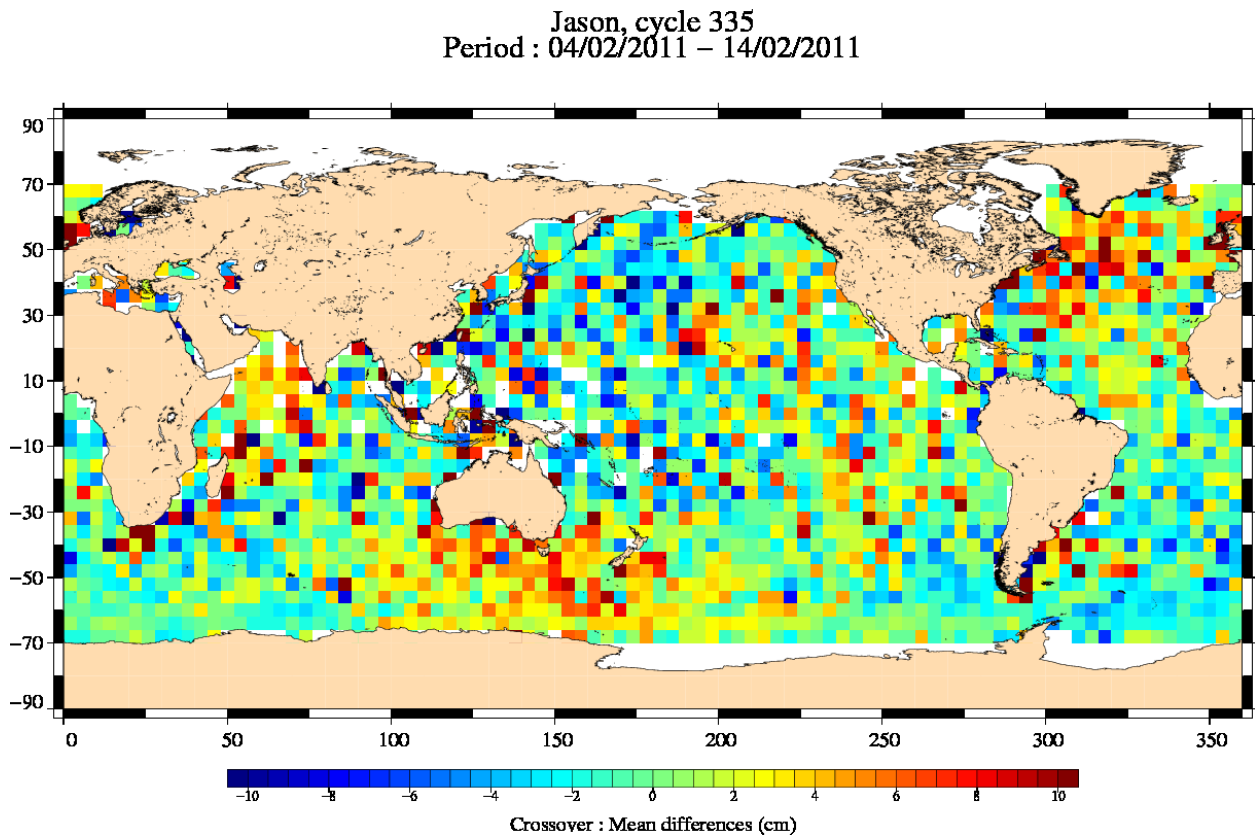 Jason, cycle 335
Period : 04/02/2011 – 14/02/2011
90
70
50
30
10
−10
−30
−50
−70
−90
0 50 100 150 200 250 300 350
−10 −8 −6 −4 −2 0 2 4 6 8 10
Crossover : Mean differences (cm)